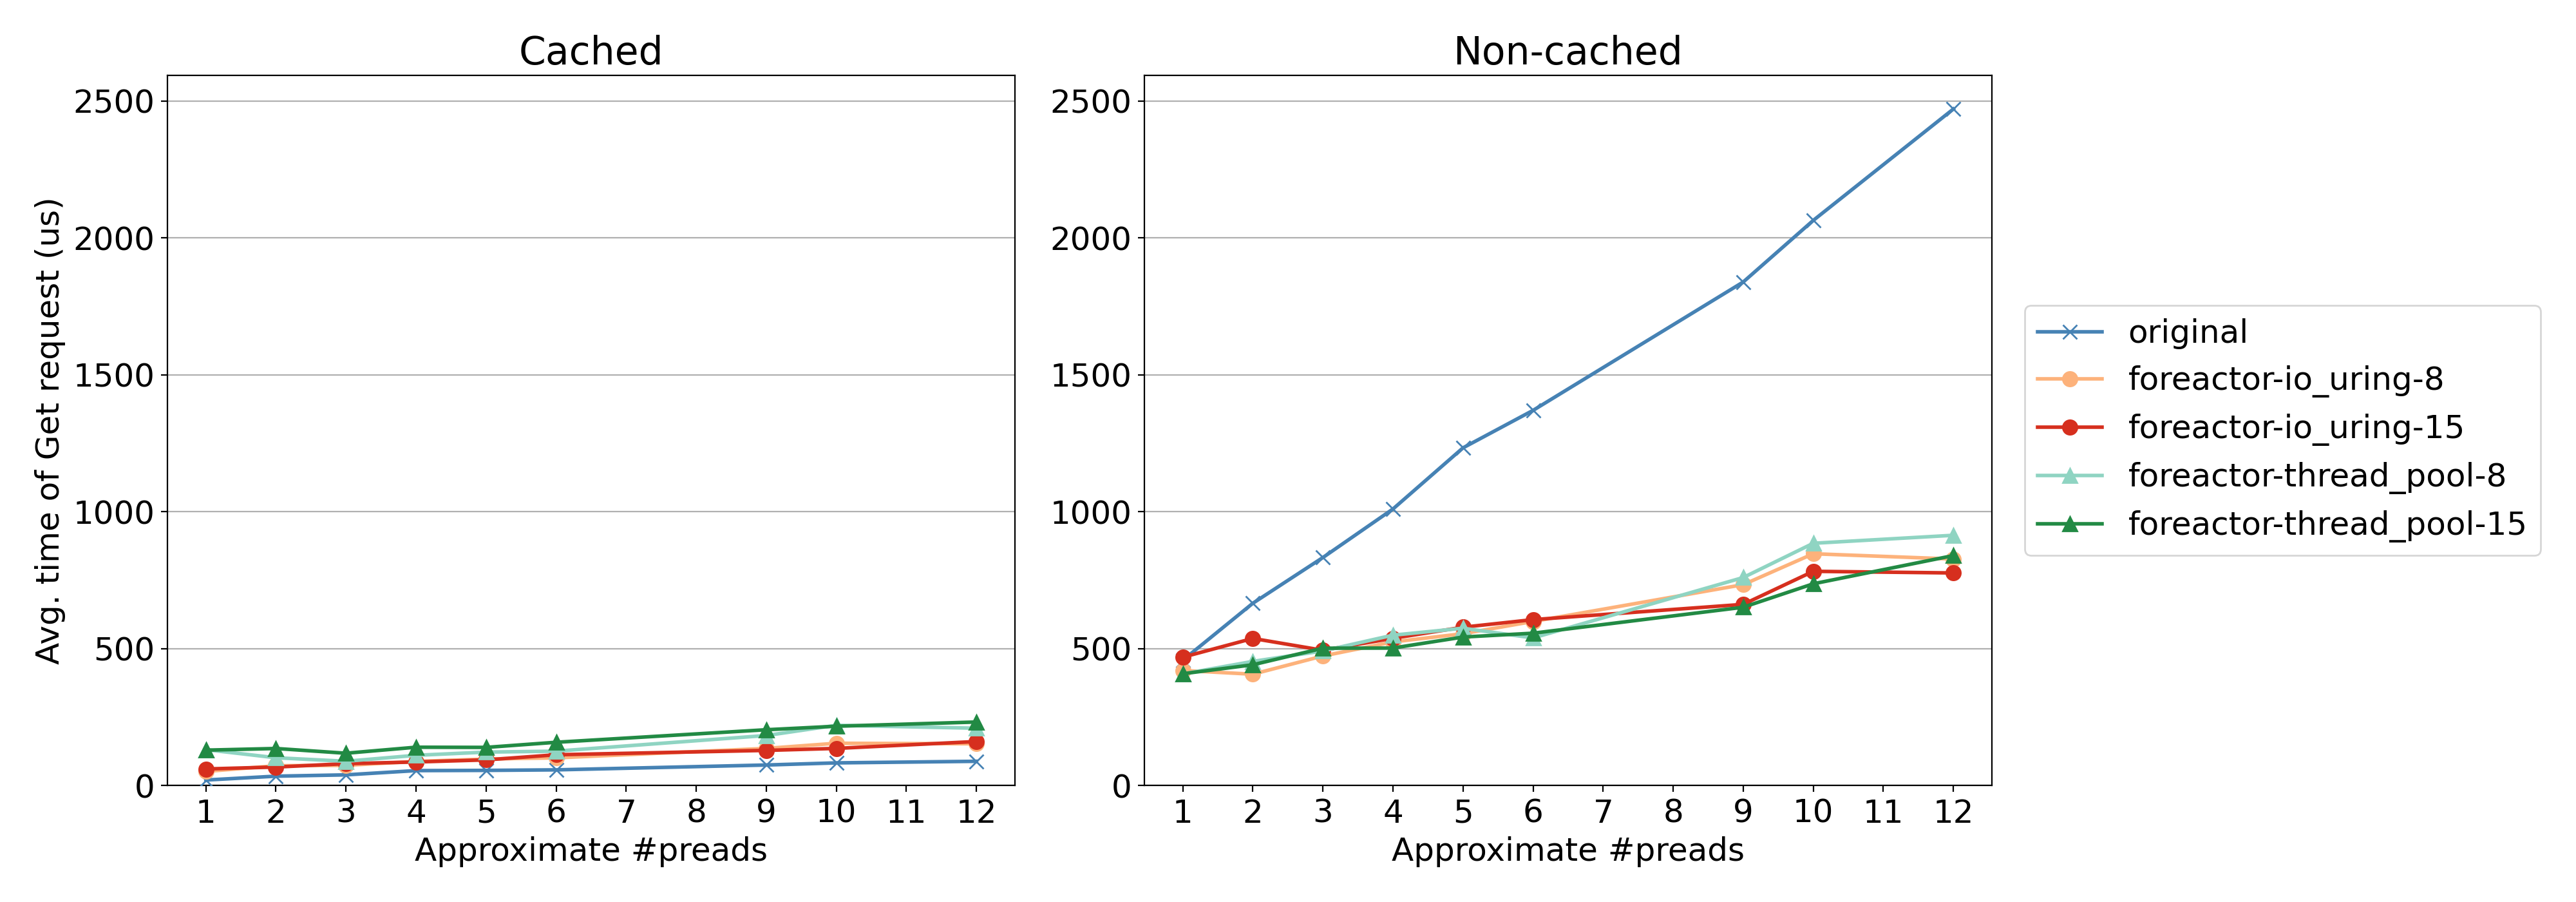 Cached
Non-cached
Avg. time of Get request (us)
2500
2000
1500
1000
500
0
1 2 3 4 5 6 7 8 9 10 11 12
Approximate #preads
2500
2000
1500
1000
500
0
1 2 3 4 5 6 7 8 9 10 11 12
Approximate #preads
original
foreactor-io_uring-8
foreactor-io_uring-15
foreactor-thread_pool-8
foreactor-thread_pool-15